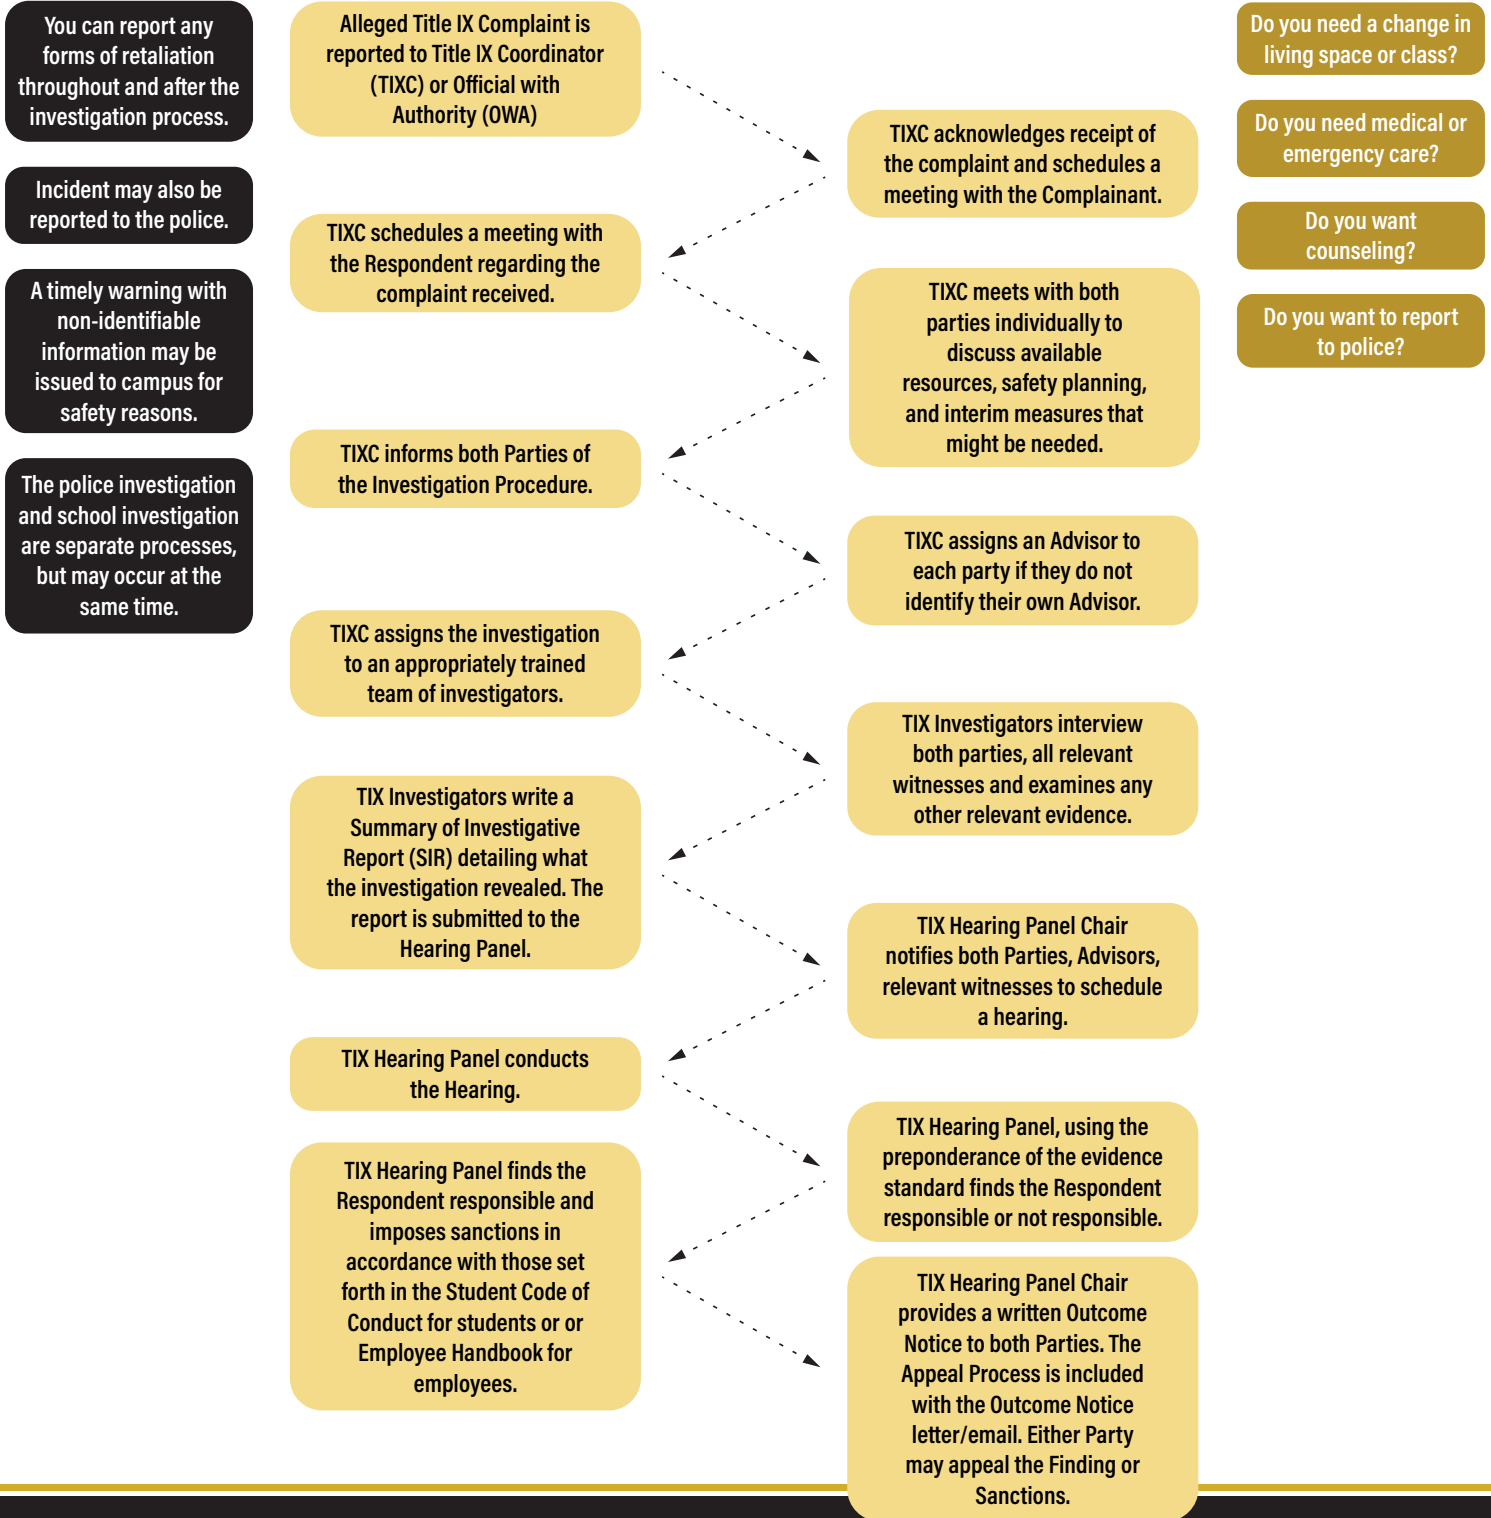 You can report any
forms of retaliation
throughout and after the
investigation process.
Incident may also be
reported to the police.
A timely warning with
non-identifiable
information may be
issued to campus for
safety reasons.
The police investigation
and school investigation
are separate processes,
but may occur at the
same time.
Alleged Title IX Complaint is
reported to Title IX Coordinator
(TIXC) or Official with
Authority (OWA)
TIXC acknowledges receipt of
the complaint and schedules a
meeting with the Complainant.
TIXC schedules a meeting with
the Respondent regarding the
complaint received.
TIXC meets with both
parties individually to
discuss available
resources, safety planning,
and interim measures that
might be needed.
TIXC informs both Parties of
the Investigation Procedure.
TIXC assigns an Advisor to
each party if they do not
identify their own Advisor.
TIXC assigns the investigation
to an appropriately trained
team of investigators.
TIX Investigators interview
both parties, all relevant
witnesses and examines any
other relevant evidence.
TIX Investigators write a
Summary of Investigative
Report (SIR) detailing what
the investigation revealed. The
report is submitted to the
Hearing Panel.
TIX Hearing Panel Chair
notifies both Parties, Advisors,
relevant witnesses to schedule
a hearing.
TIX Hearing Panel conducts
the Hearing.
TIX Hearing Panel, using the
preponderance of the evidence
standard finds the Respondent
responsible or not responsible.
TIX Hearing Panel finds the
Respondent responsible and
imposes sanctions in
accordance with those set
forth in the Student Code of
Conduct for students or or
Employee Handbook for
employees.
TIX Hearing Panel Chair
provides a written Outcome
Notice to both Parties. The
Appeal Process is included
with the Outcome Notice
letter/email. Either Party
may appeal the Finding or
Sanctions.
Do you need a change in
living space or class?
Do you need medical or
emergency care?
Do you want
counseling?
Do you want to report
to police?